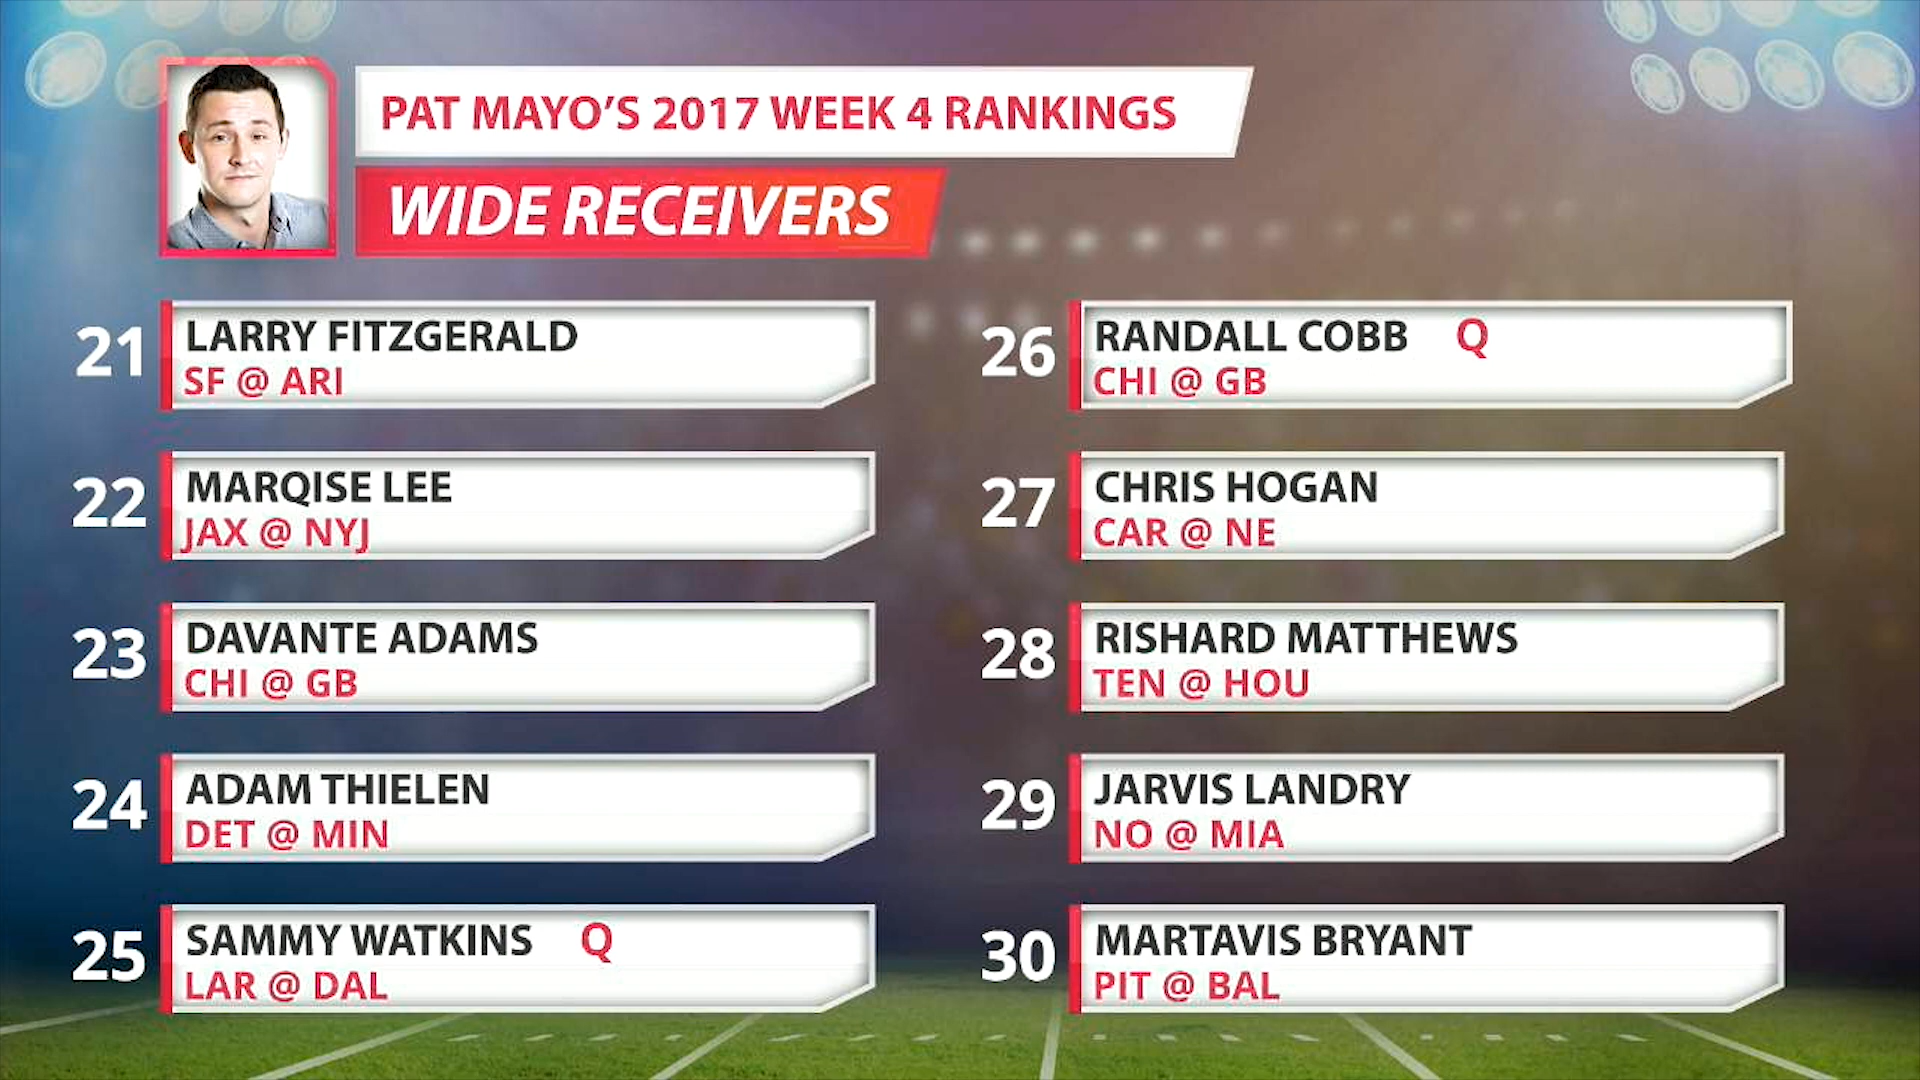 PAT MAYO'S 2017 WEEK 4 RANKINGS
WIDE RECEIVERS
21 LARRY FITZGERALD
SF @ ARI
22 MARQISE LEE
JAX @ NYJ
23 DAVANTE ADAMS
CHI @ GB
24 ADAM THIELEN
DET @ MIN
25 SAMMY WATKINS Q
LAR @ DAL
26 RANDALL COBB Q
CHI @ GB
27 CHRIS HOGAN
CAR @ NE
28 RISHARD MATTHEWS
TEN @ HOU
29 JARVIS LANDRY
NO @ MIA
30 MARTAVIS BRYANT
PIT @ BAL